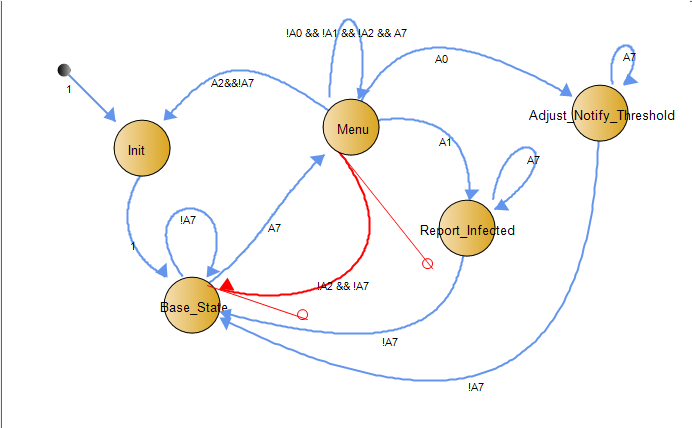 !A0 && !A1 && !A2 && A7
A0
A7
A2&&!A7
1
Adjust_Notify_Threshold
Menu
A1
Init
A7
!A7
A7
Report_Infected
1
!A2 && !A7
Base_State
!A7
!A7